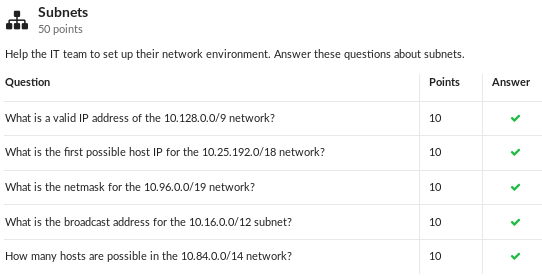 Subnets
50 points
Help the IT team to set up their network environment. Answer these questions about subnets.
Question Points Answer
What is a valid IP address of the 10.128.0.0/9 network? 10
What is the first possible host IP for the 10.25.192.0/18 network? 10
What is the netmask for the 10.96.0.0/19 network? 10
What is the broadcast address for the 10.16.0.0/12 subnet? 10
How many hosts are possible in the 10.84.0.0/14 network? 10